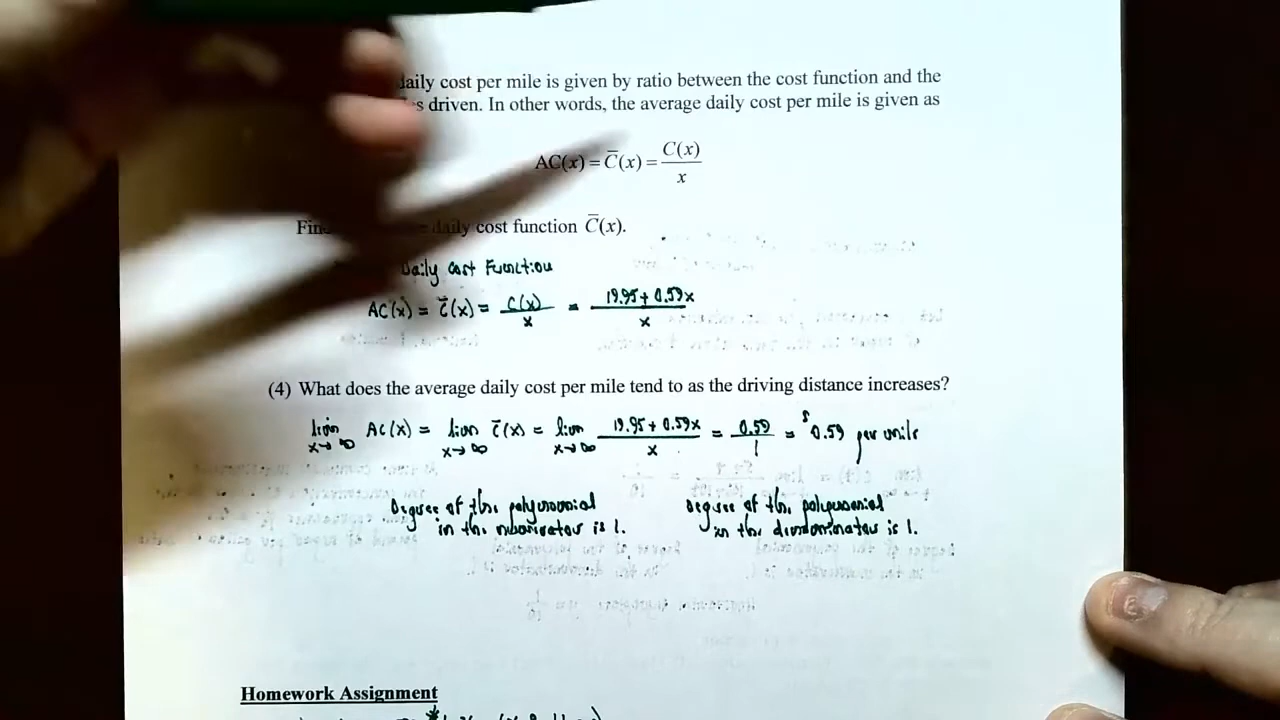 daily cost per mile is given by ratio between the cost function and the
driven. In other words, the average daily cost per mile is given as
AC(x) = C̅(x) = C(x)/x
daily cost function C̅(x).
Daily Cost Function
AC(x) = C̅(x) = C(x)/x = 19.95+0.59x/x
(4) What does the average daily cost per mile tend to as the driving distance increases?
lim x→∞ AC(x) = lim x→∞ C̅(x) = lim x→∞ 19.95+0.59x/x = 0.59/1 = $0.59 per mile
Degree of the polynomial Degree of the polynomial
in the numerator is 1. in the denominator is 1.
Homework Assignment